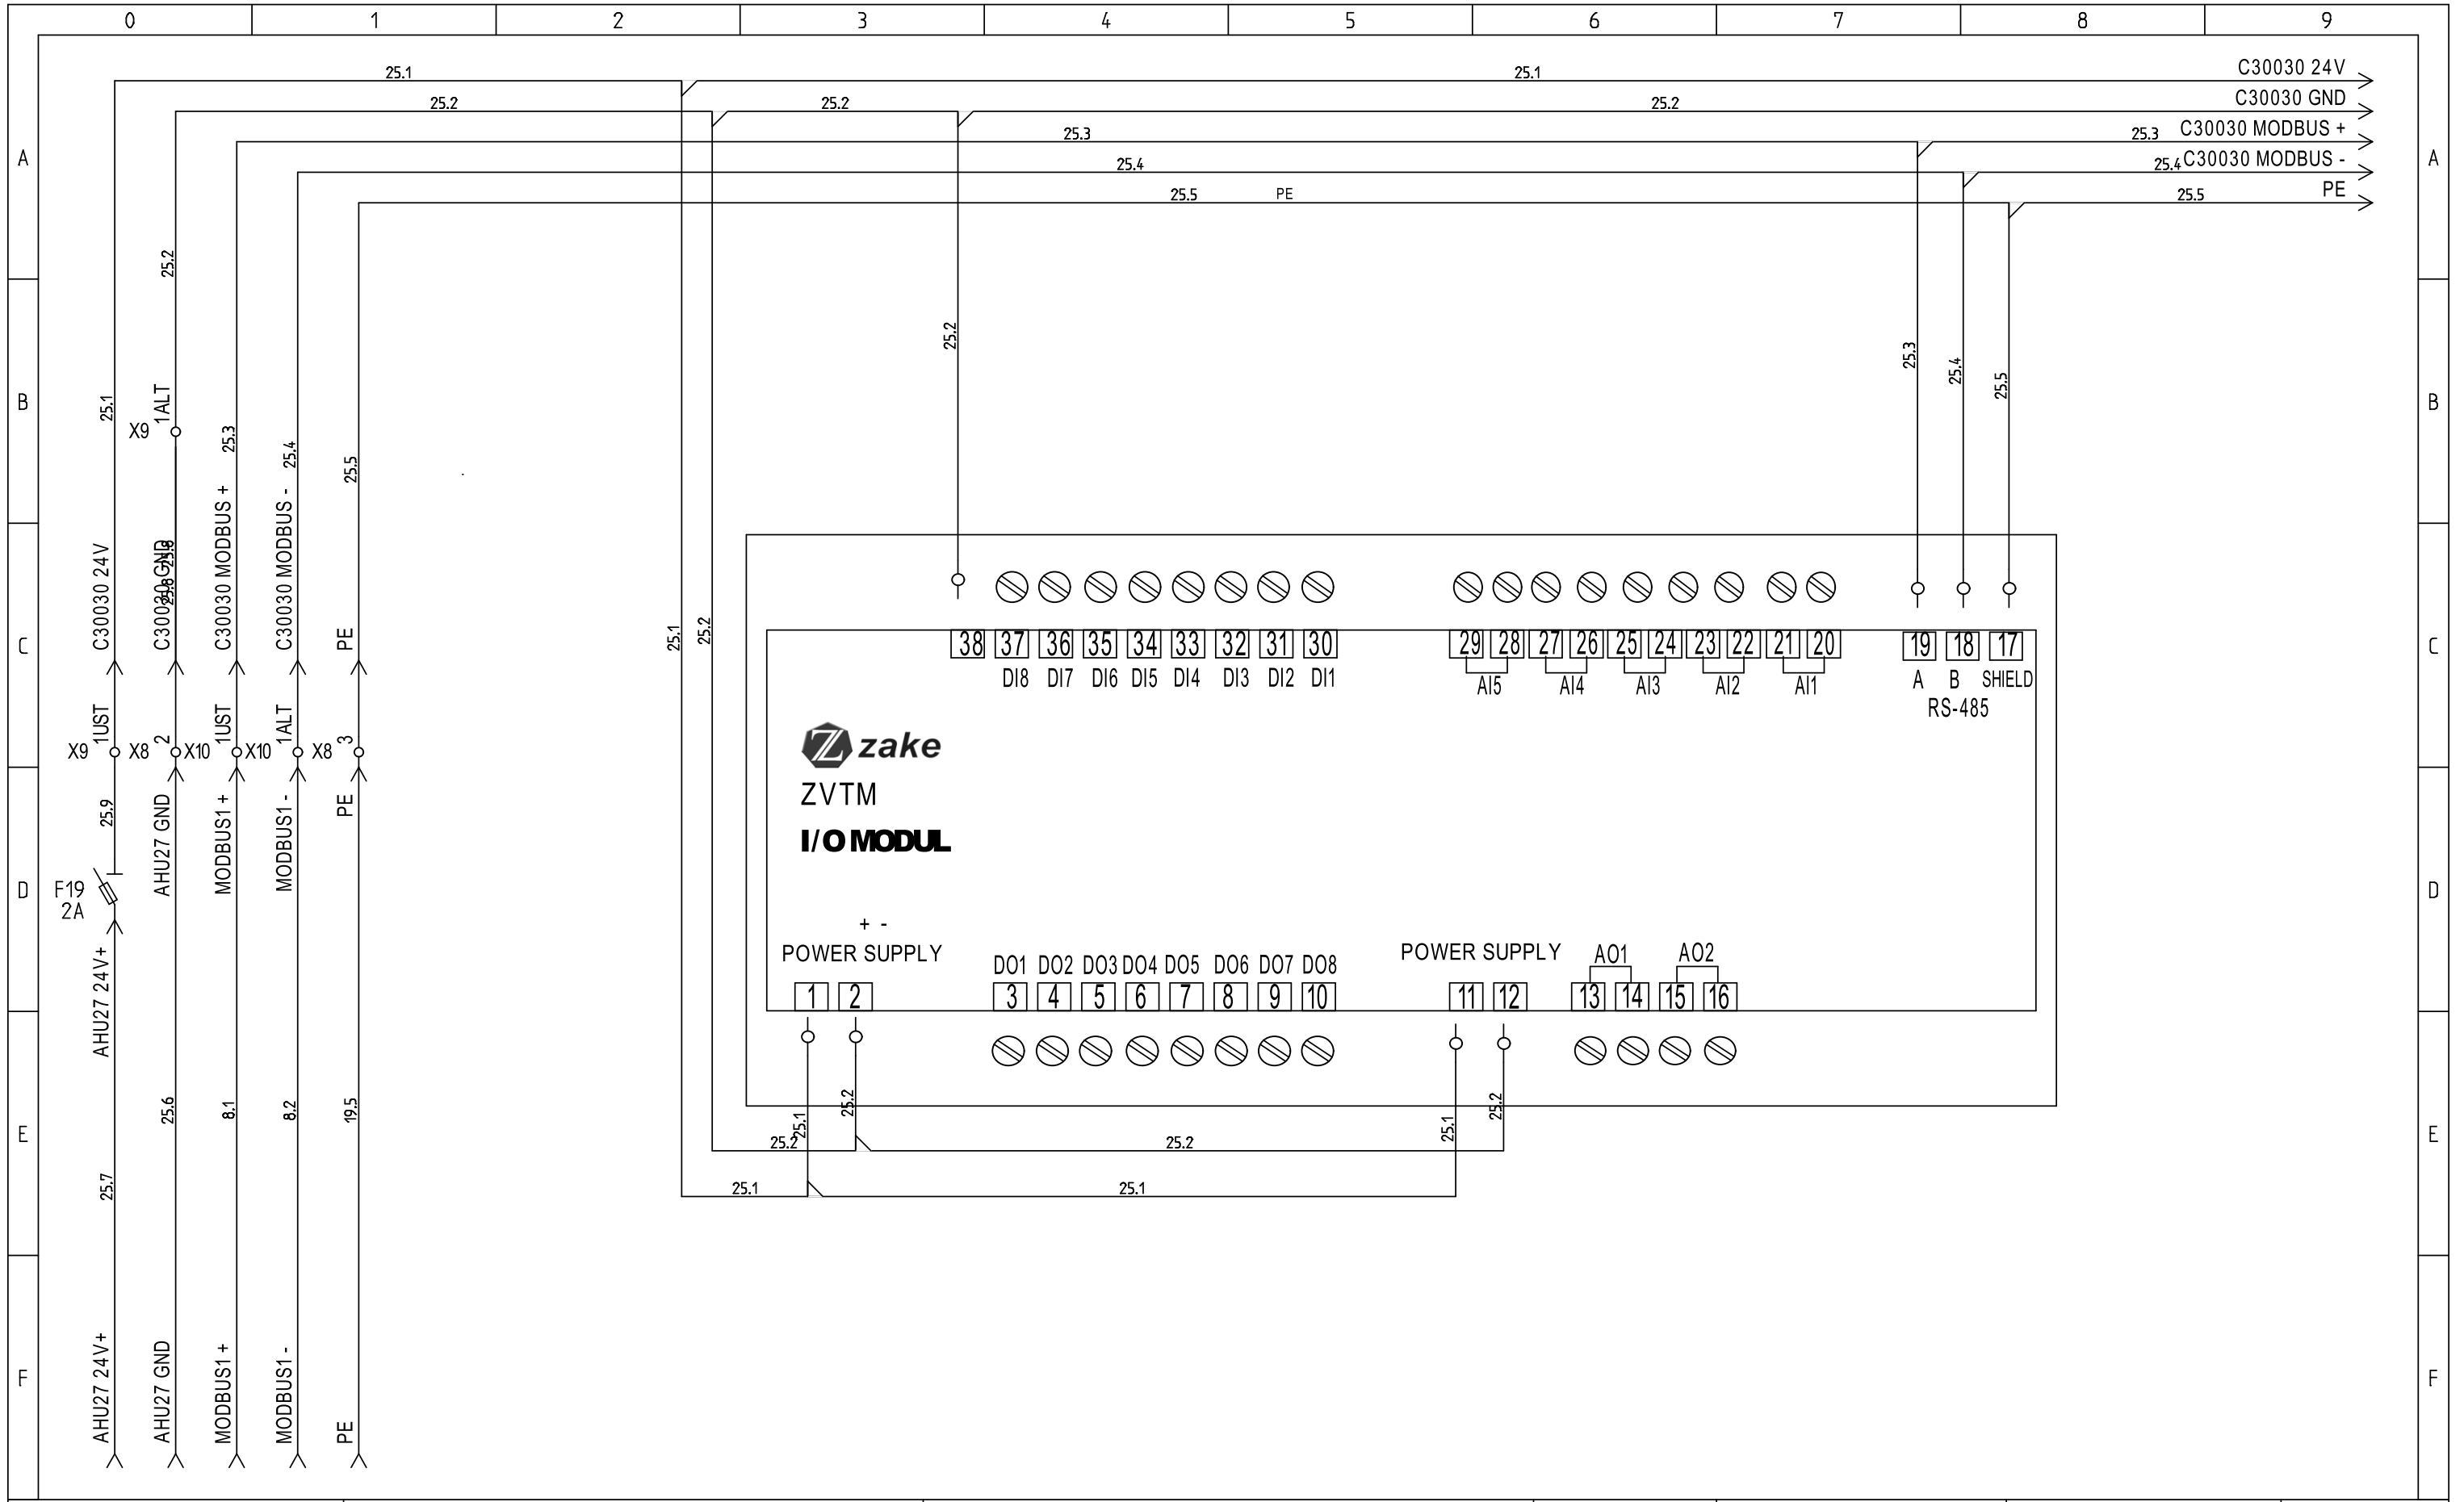 0 1 2 3 4 5 6 7 8 9
25.1 25.1 C30030 24V
25.2 25.2 25.2 C30030 GND
25.3 25.3 C30030 MODBUS +
25.4 25.4 C30030 MODBUS -
25.5 PE 25.5 PE
A A
25.2
25.2 25.3 25.4 25.5
B B
25.1 1ALT 25.3 25.4 25.5
X9
C30030 24V C30030 GND C30030 MODBUS + C30030 MODBUS - PE
25.8 25.8
25.1 25.2
C C
38 37 36 35 34 33 32 31 30 29 28 27 26 25 24 23 22 21 20 19 18 17
DI8 DI7 DI6 DI5 DI4 DI3 DI2 DI1 AI5 AI4 AI3 AI2 AI1 A B SHIELD
RS-485
1UST 2 1UST 1ALT 3
X9 X8 X10 X10 X8
zake
ZVTM
I/O MODUL
25.9 AHU27 GND MODBUS1 + MODBUS1 - PE
D D
F19
2A
+ -
POWER SUPPLY POWER SUPPLY
DO1 DO2 DO3 DO4 DO5 DO6 DO7 DO8 AO1 AO2
1 2 3 4 5 6 7 8 9 10 11 12 13 14 15 16
AHU27 24V+
25.6 8.1 8.2 19.5
25.1 25.2 25.1 25.2
E E
25.2 25.2
25.7
25.1 25.1
F F
AHU27 24V+ AHU27 GND MODBUS1 + MODBUS1 - PE